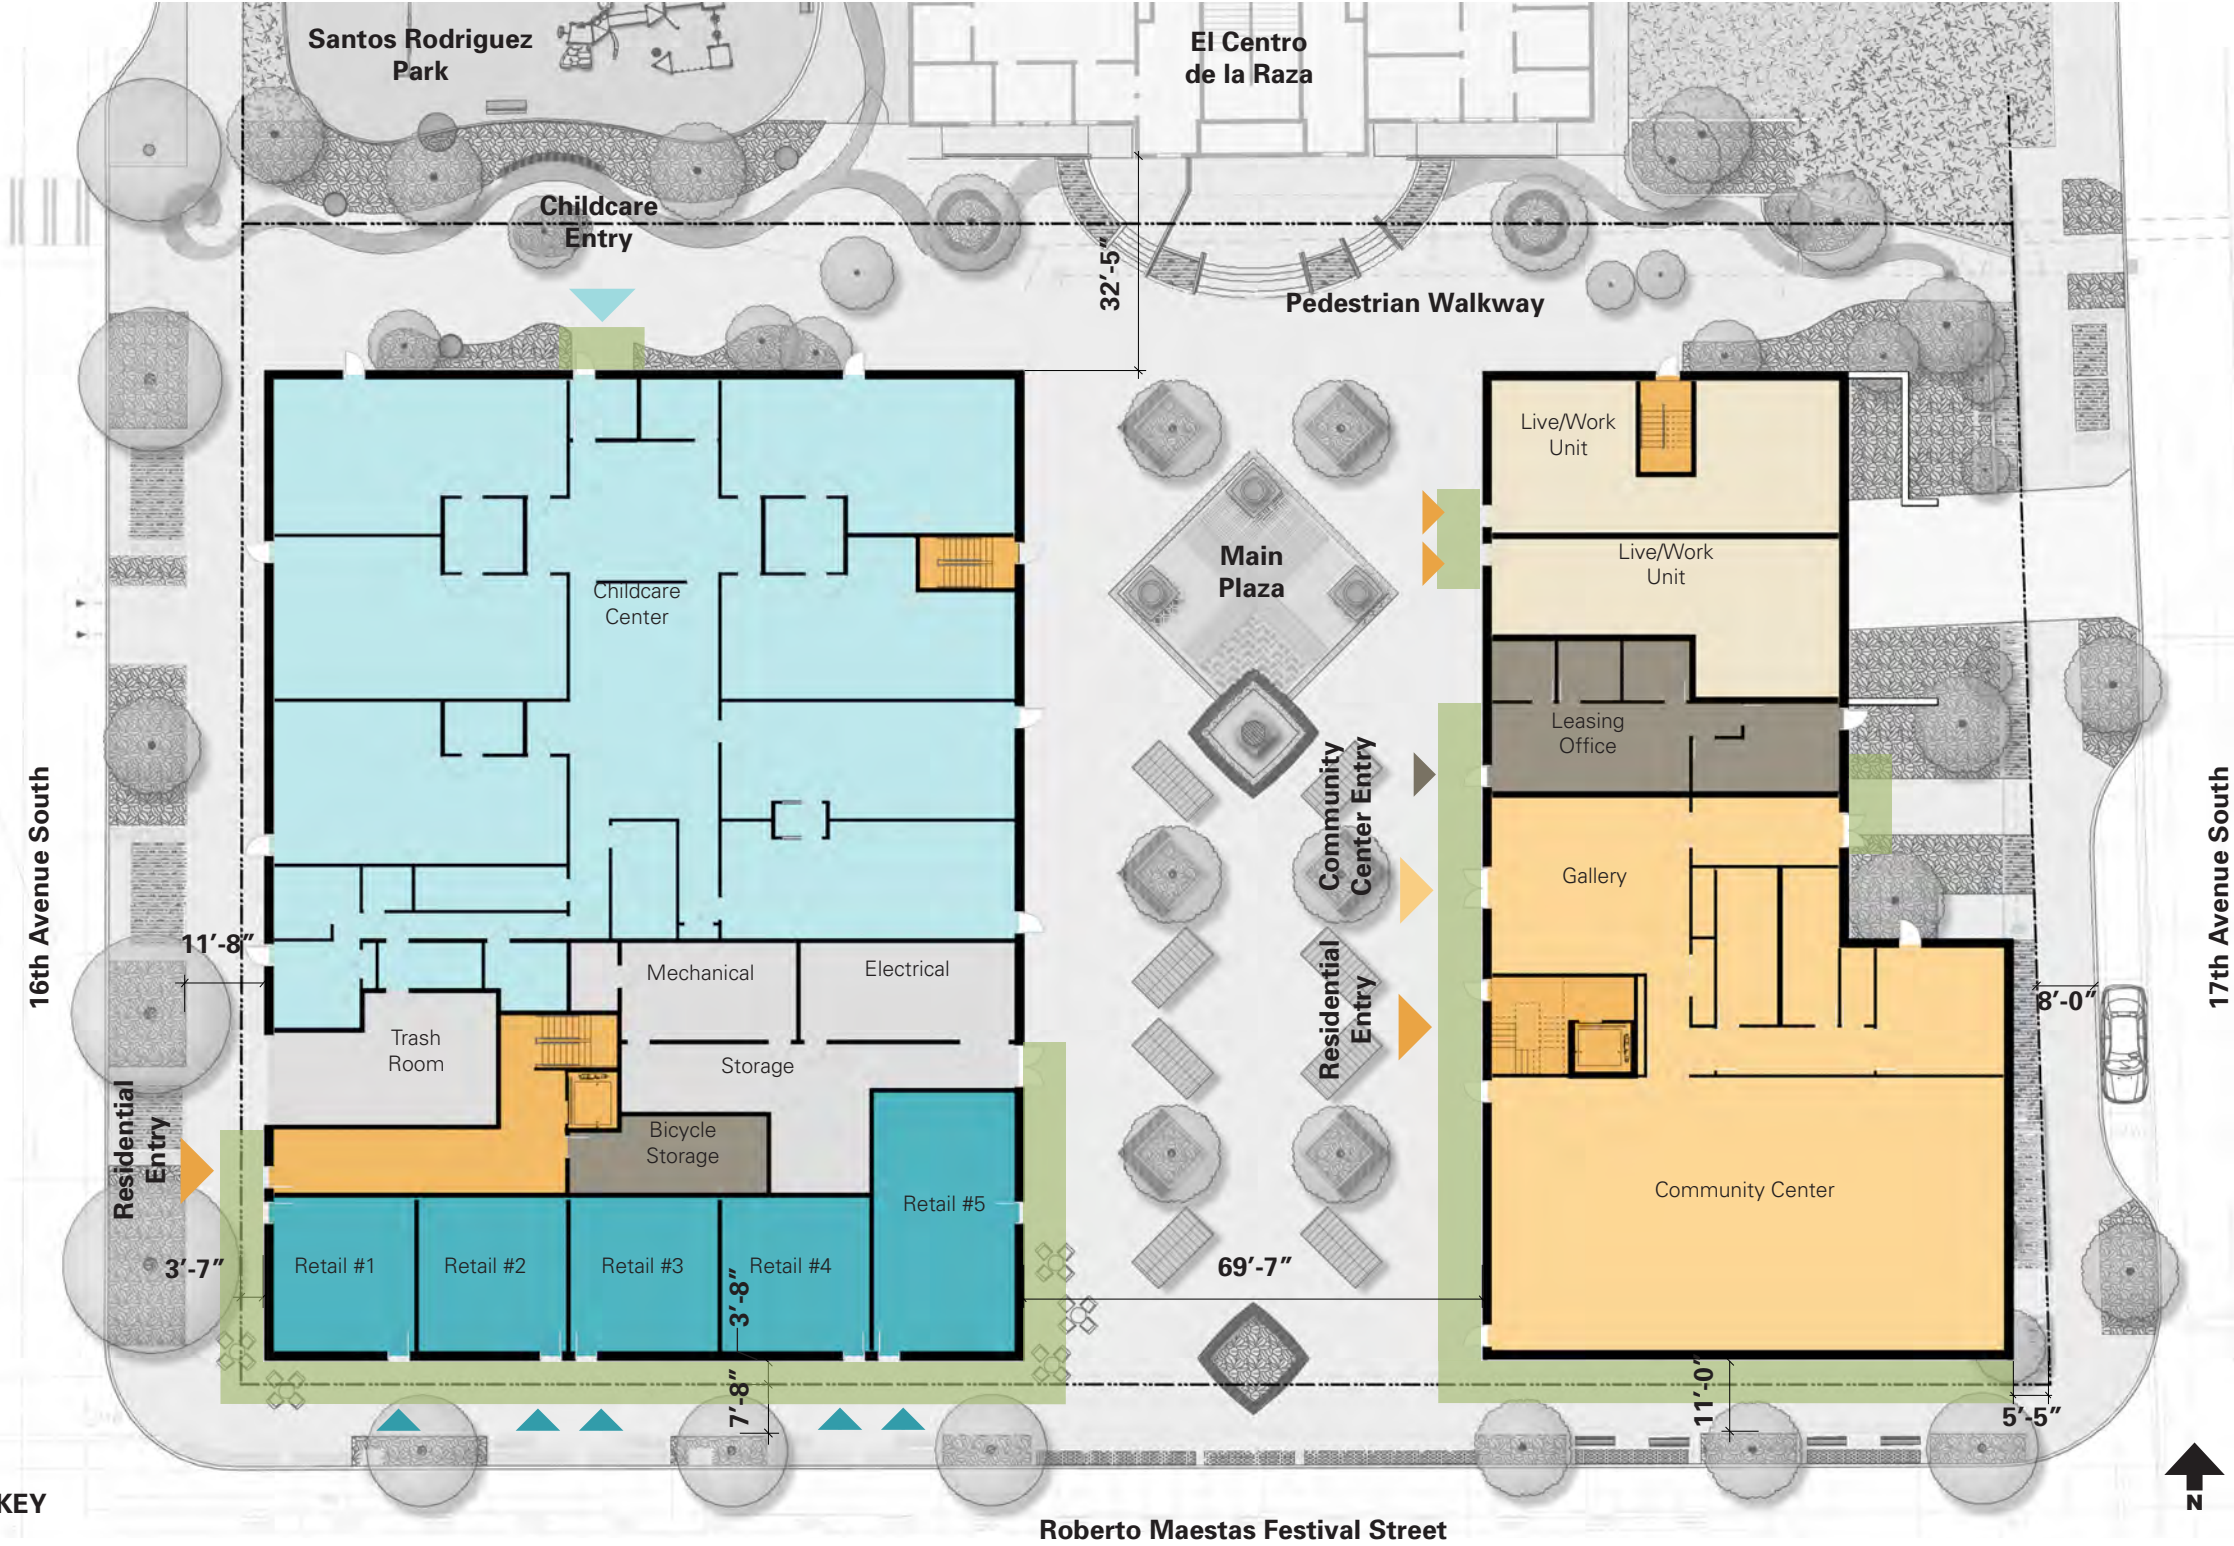 Santos Rodriguez
Park
El Centro
de la Raza
Childcare
Entry
32'-5"
Pedestrian Walkway
Live/Work
Unit
Live/Work
Unit
Main
Plaza
Childcare
Center
Leasing
Office
Community
Center Entry
16th Avenue South
17th Avenue South
Gallery
11'-8"
Mechanical
Electrical
Residential
Entry
8'-0"
Trash
Room
Storage
Residential
Entry
Bicycle
Storage
Community Center
Retail #5
Retail #1
Retail #2
Retail #3
Retail #4
3'-7"
3'-8"
69'-7"
7'-8"
11'-0"
5'-5"
KEY
N
Roberto Maestas Festival Street